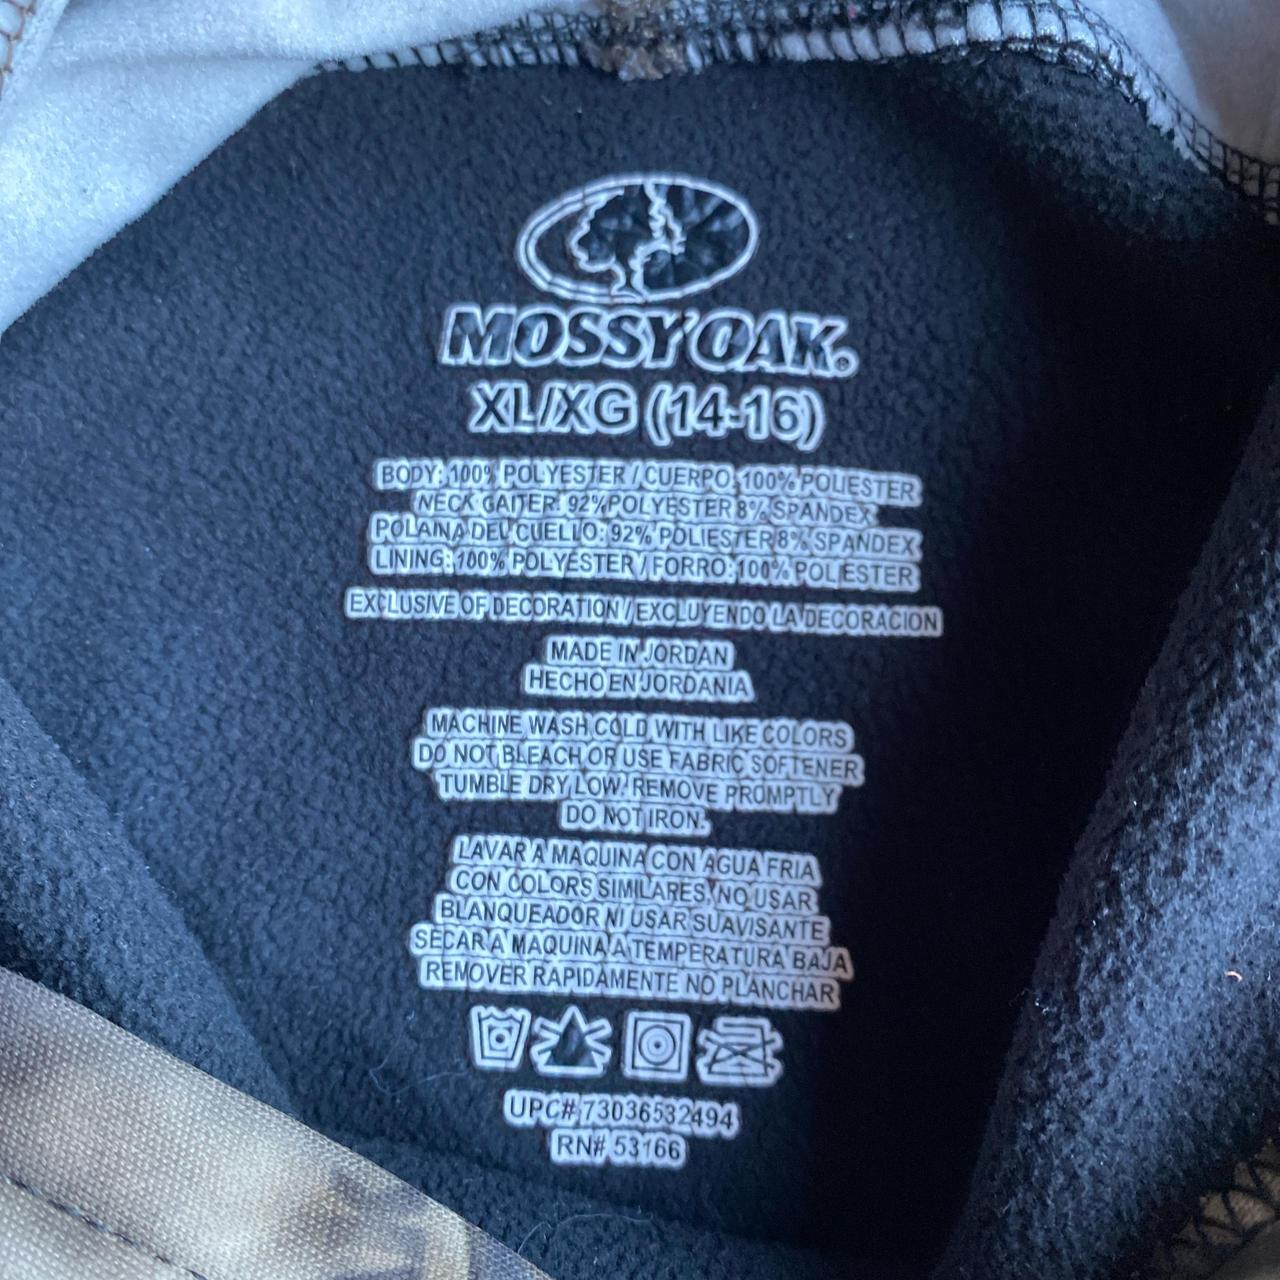 MOSSY OAK®
XL/XG (14-16)
BODY: 100% POLYESTER / CUERPO: 100% POLIESTER
NECK GAITER: 92% POLYESTER 8% SPANDEX
POLAINA DEL CUELLO: 92% POLIESTER 8% SPANDEX
LINING: 100% POLYESTER / FORRO: 100% POLIESTER
EXCLUSIVE OF DECORATION / EXCLUYENDO LA DECORACION
MADE IN JORDAN
HECHO EN JORDANIA
MACHINE WASH COLD WITH LIKE COLORS
DO NOT BLEACH OR USE FABRIC SOFTENER
TUMBLE DRY LOW. REMOVE PROMPTLY
DO NOT IRON.
LAVAR A MAQUINA CON AGUA FRIA
CON COLORS SIMILARES, NO USAR
BLANQUEADOR NI USAR SUAVISANTE
SECAR A MAQUINA A TEMPERATURA BAJA
REMOVER RAPIDAMENTE NO PLANCHAR
UPC# 73036532494
RN# 53166